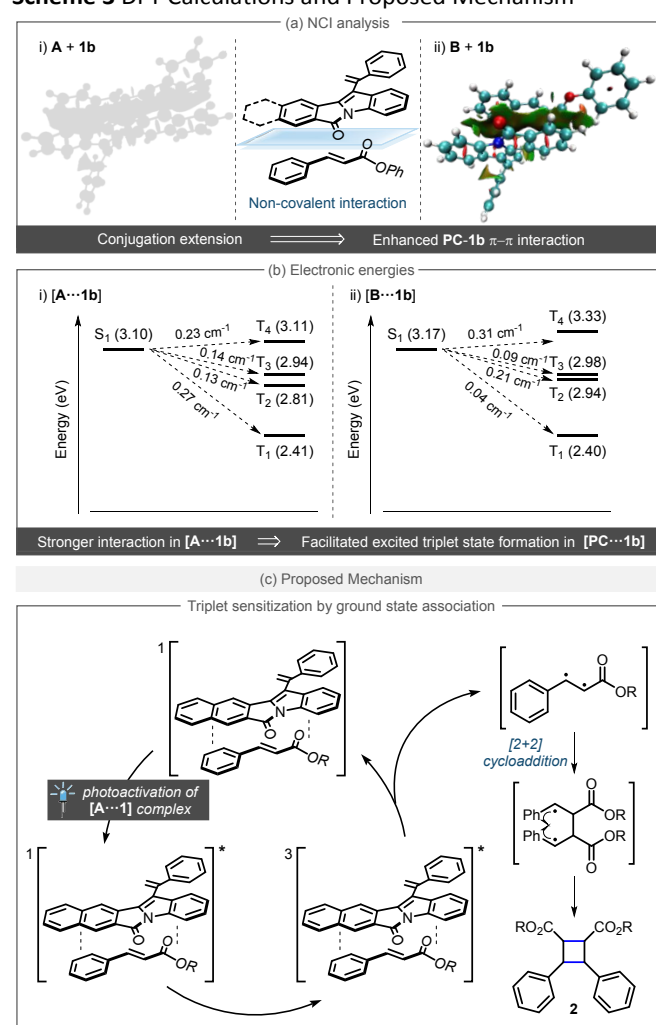 Scheme 3 DFT Calculations and Proposed Mechanism
(a) NCI analysis
i) A + 1b
ii) B + 1b
N
O
O
OPh
Non-covalent interaction
Conjugation extension
Enhanced PC-1b π–π interaction
(b) Electronic energies
i) [A···1b]
Energy (eV)
S1 (3.10)
0.23 cm-1
0.14 cm-1
0.13 cm-1
0.27 cm-1
T4 (3.11)
T3 (2.94)
T2 (2.81)
T1 (2.41)
ii) [B···1b]
Energy (eV)
S1 (3.17)
0.31 cm-1
0.09 cm-1
0.21 cm-1
0.04 cm-1
T4 (3.33)
T3 (2.98)
T2 (2.94)
T1 (2.40)
Stronger interaction in [A···1b] ⇒ Facilitated excited triplet state formation in [PC···1b]
(c) Proposed Mechanism
Triplet sensitization by ground state association
1
N
O
O
OR
photoactivation of
[A···1] complex
1
*
N
O
O
OR
3
*
N
O
O
OR
O
OR
[2+2]
cycloaddition
O
Ph
OR
Ph
OR
O
RO2C
CO2R
2